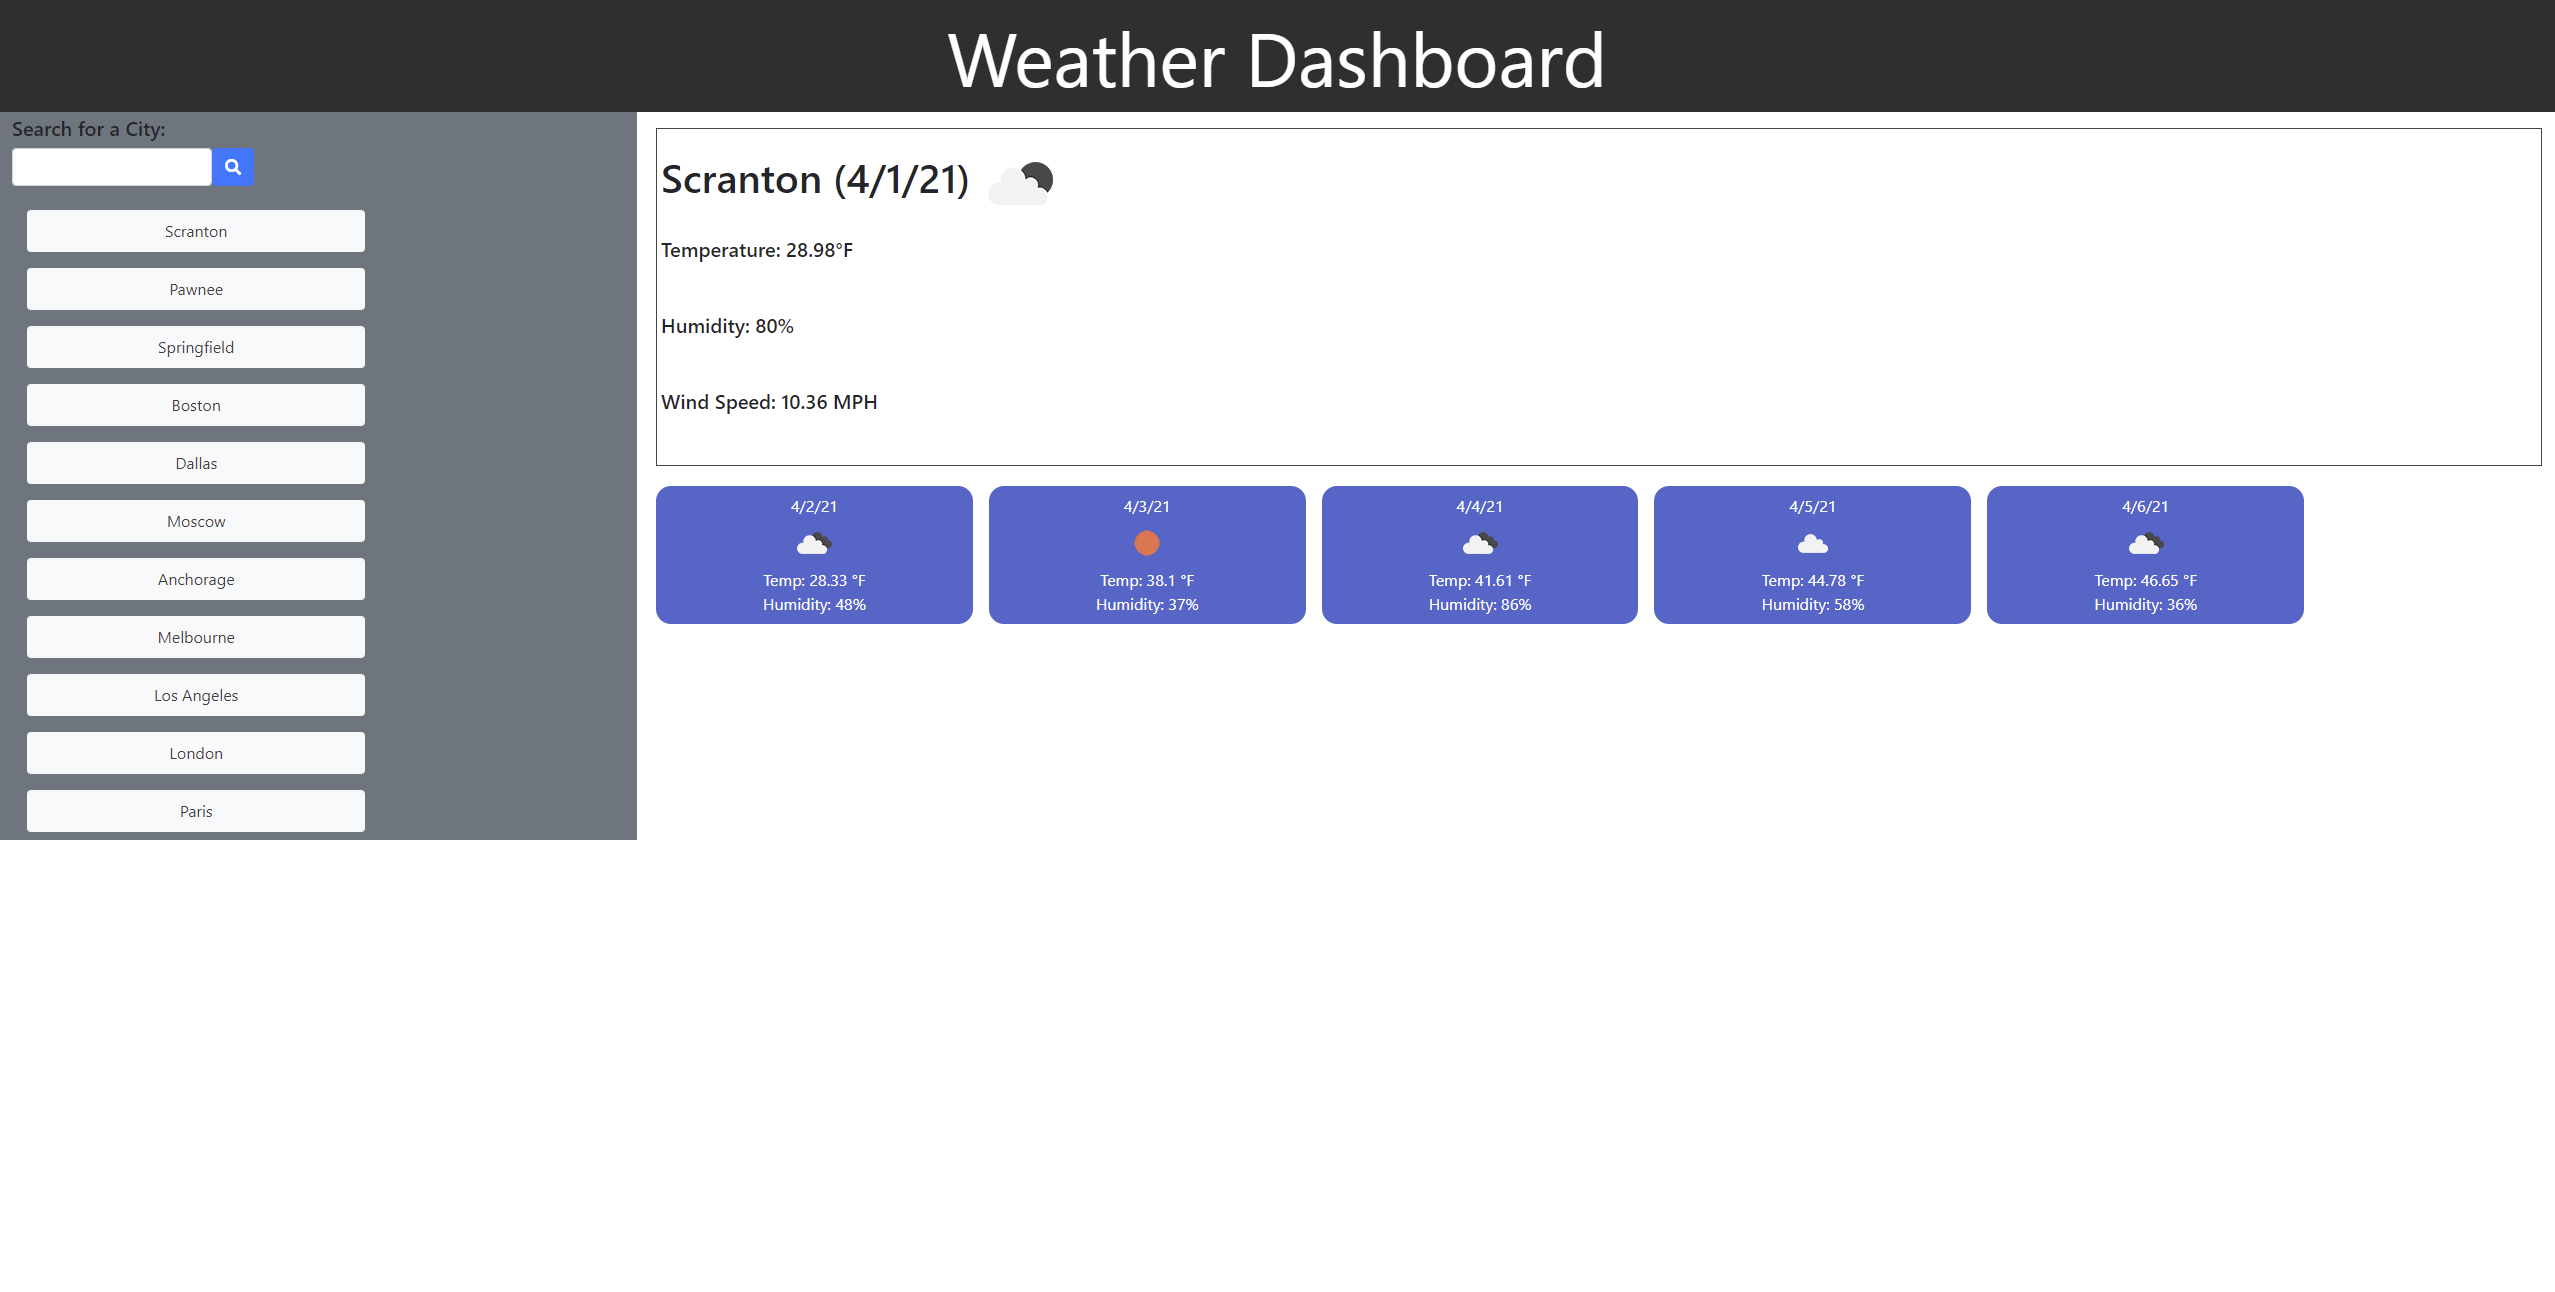 Weather Dashboard
Search for a City:
Scranton
Pawnee
Springfield
Boston
Dallas
Moscow
Anchorage
Melbourne
Los Angeles
London
Paris
Scranton (4/1/21)
Temperature: 28.98°F
Humidity: 80%
Wind Speed: 10.36 MPH
4/2/21
Temp: 28.33 °F
Humidity: 48%
4/3/21
Temp: 38.1 °F
Humidity: 37%
4/4/21
Temp: 41.61 °F
Humidity: 86%
4/5/21
Temp: 44.78 °F
Humidity: 58%
4/6/21
Temp: 46.65 °F
Humidity: 36%